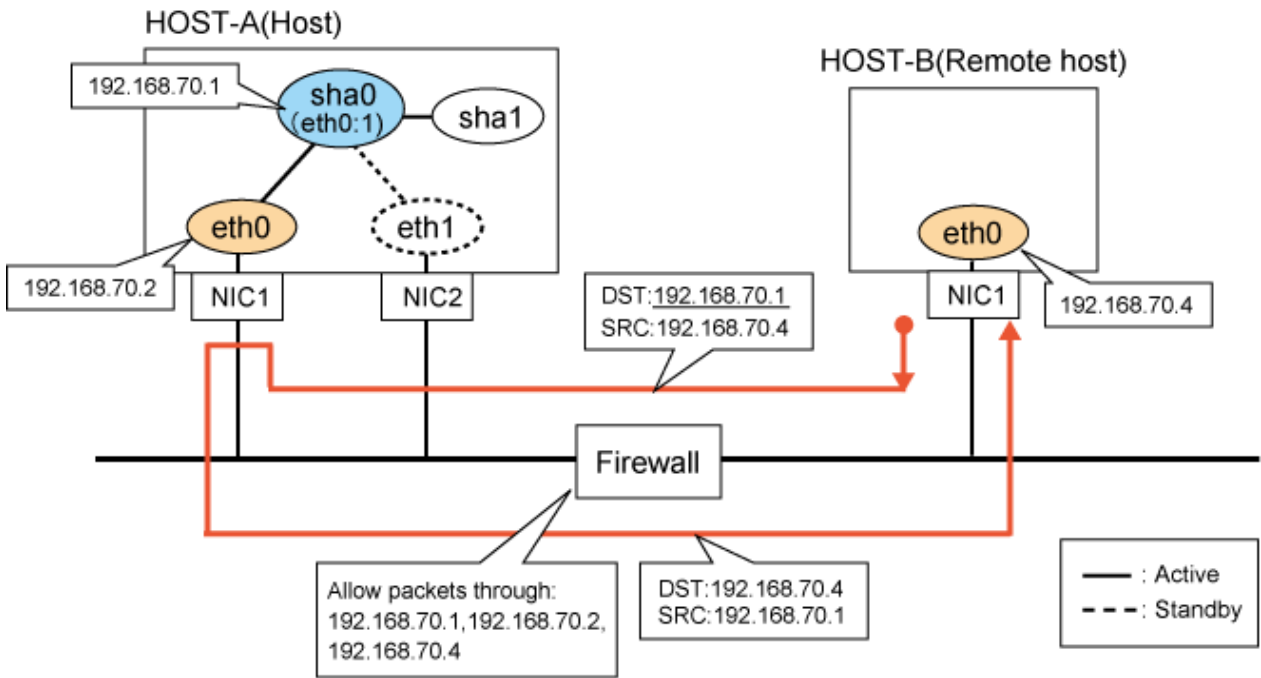 HOST-A(Host)
HOST-B(Remote host)
192.168.70.1
sha0
(eth0:1)
sha1
eth0
eth1
eth0
192.168.70.2
NIC1
NIC2
NIC1
192.168.70.4
DST:192.168.70.1
SRC:192.168.70.4
Firewall
Allow packets through:
192.168.70.1,192.168.70.2,
192.168.70.4
DST:192.168.70.4
SRC:192.168.70.1
: Active
: Standby